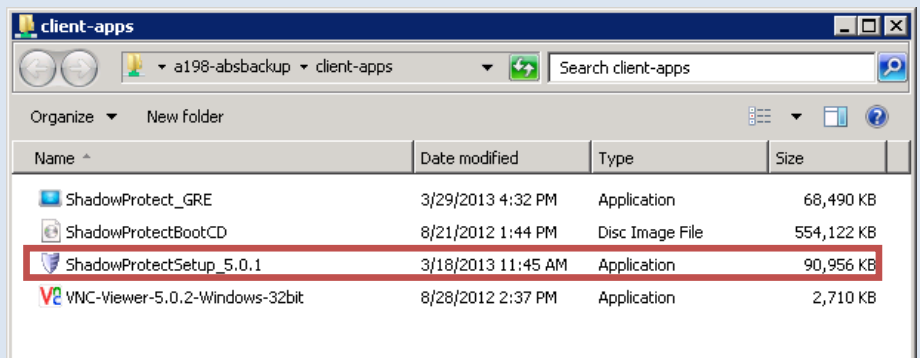 client-apps
a198-absbackup client-apps Search client-apps
Organize New folder
Name Date modified Type Size
ShadowProtect_GRE 3/29/2013 4:32 PM Application 68,490 KB
ShadowProtectBootCD 8/21/2012 1:44 PM Disc Image File 554,122 KB
ShadowProtectSetup_5.0.1 3/18/2013 11:45 AM Application 90,956 KB
VNC-Viewer-5.0.2-Windows-32bit 8/28/2012 2:37 PM Application 2,710 KB